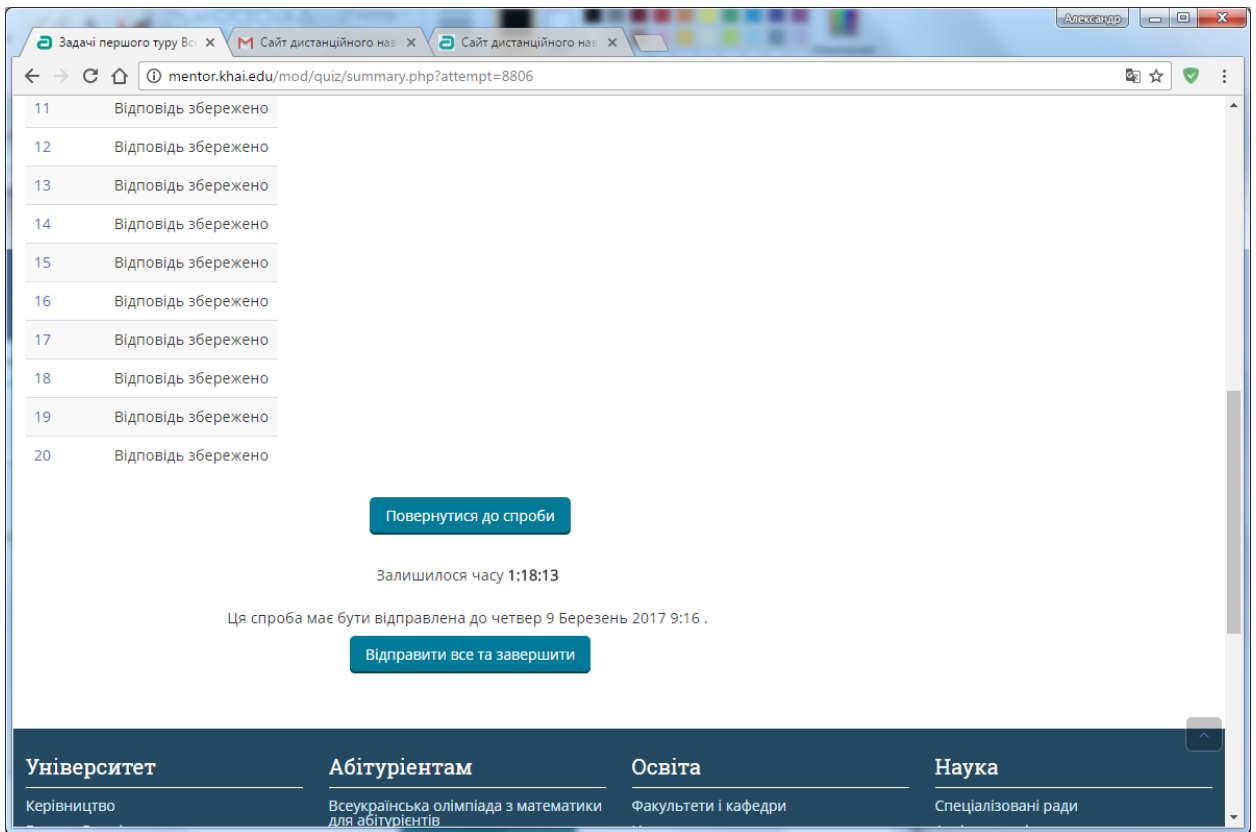 Александр
Задачі першого туру Вс
Сайт дистанційного нав
Сайт дистанційного нав
mentor.khai.edu/mod/quiz/summary.php?attempt=8806
11 Відповідь збережено
12 Відповідь збережено
13 Відповідь збережено
14 Відповідь збережено
15 Відповідь збережено
16 Відповідь збережено
17 Відповідь збережено
18 Відповідь збережено
19 Відповідь збережено
20 Відповідь збережено
Повернутися до спроби
Залишилося часу 1:18:13
Ця спроба має бути відправлена до четвер 9 Березень 2017 9:16 .
Відправити все та завершити
Університет Абітурієнтам Освіта Наука
Керівництво Всеукраїнська олімпіада з математики Факультети і кафедри Спеціалізовані ради
для абітурієнтів